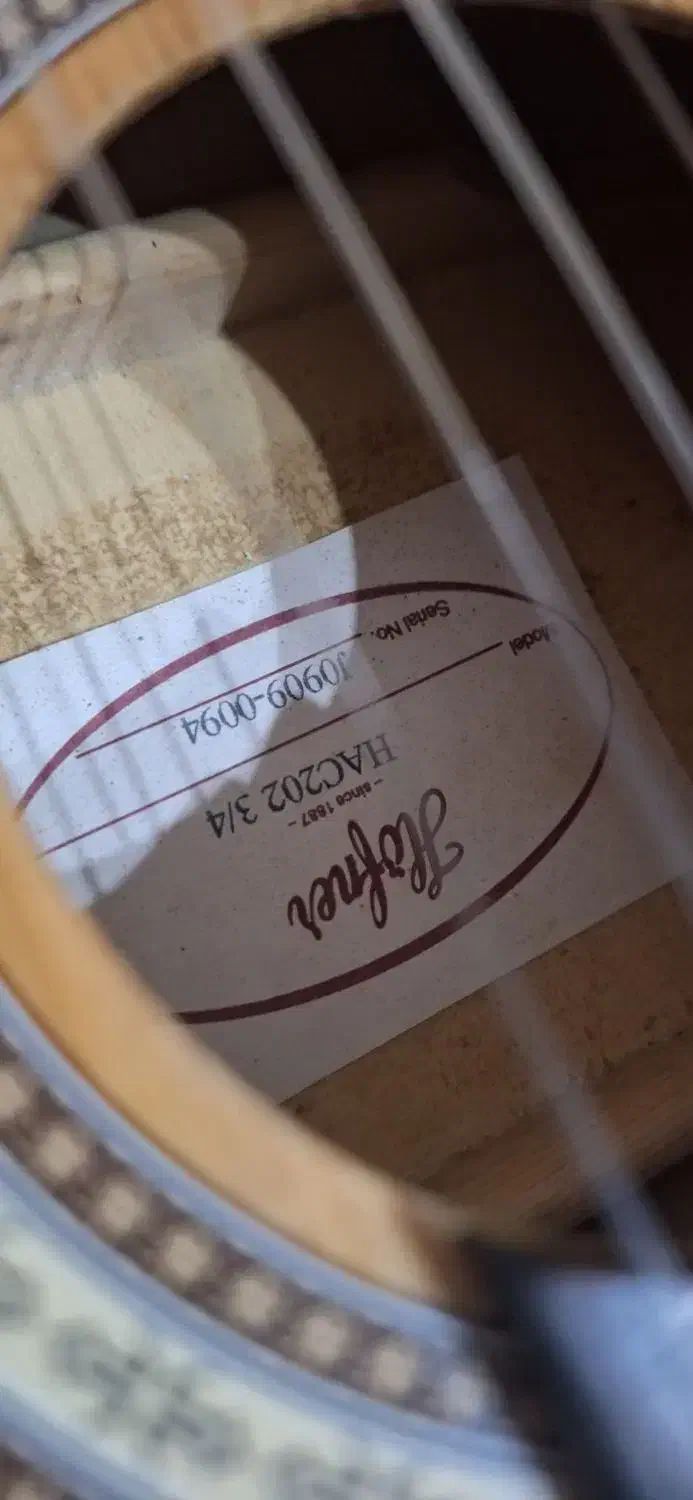 Höfner
– since 1887 –
HAC202 3/4
Model
J0909-0094
Serial No.